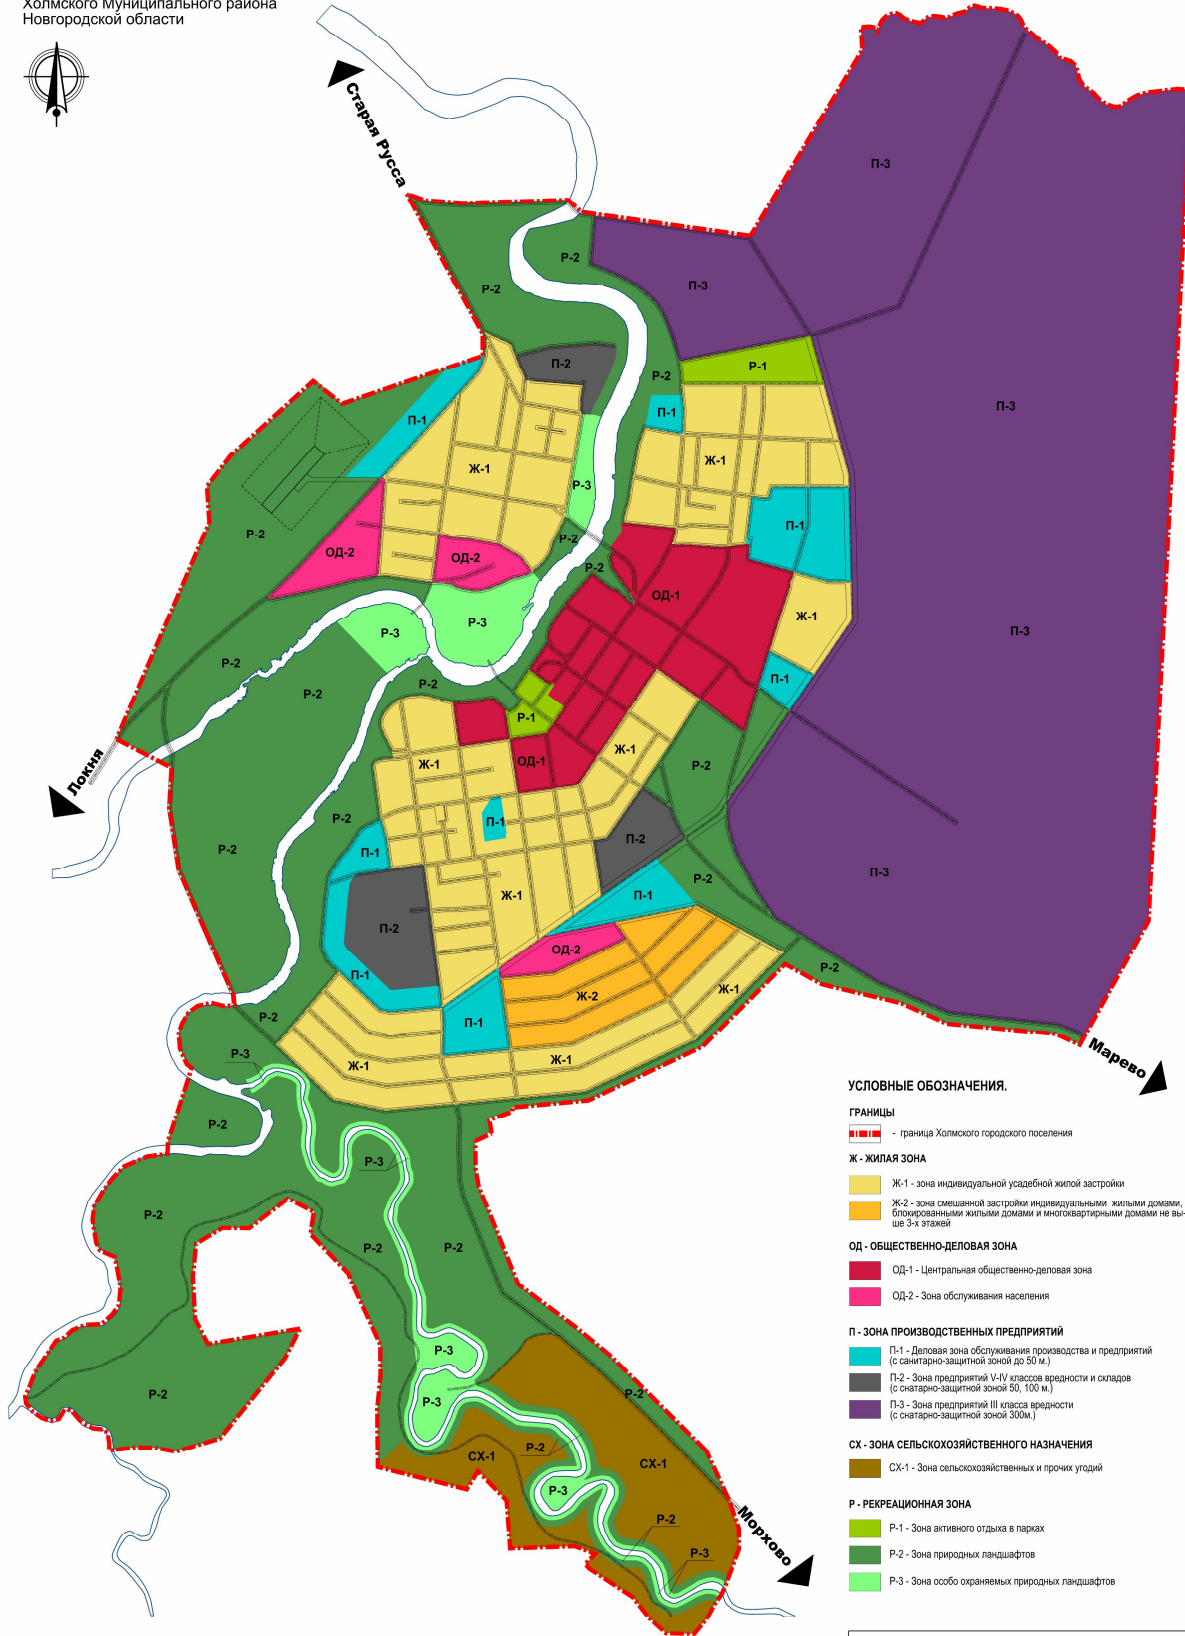 Холмского Муниципального района
Новгородской области
Старая Русса
П-3
Р-2
П-3
Р-2
П-2
Р-1
Р-2
П-3
П-1
П-1
Ж-1
Ж-1
Р-3
П-1
Р-2
Р-2
ОД-2
ОД-2
Р-2
ОД-1
Ж-1
Р-3
Р-3
П-3
Р-2
П-1
Р-2
Р-2
Р-1
Ж-1
ОД-1
Ж-1
Р-2
Локня
Р-2
П-1
П-2
Р-2
П-1
П-3
Р-2
П-1
Ж-1
П-2
ОД-2
Р-2
П-1
Ж-1
Ж-2
Р-2
П-1
Р-3
Ж-1
Ж-1
Марево
Р-2
Р-3
Р-2
Р-2
Р-2
Р-3
Р-2
Р-2
Р-3
СХ-1
Р-2
СХ-1
Р-3
Р-2
Р-3
Морхово
УСЛОВНЫЕ ОБОЗНАЧЕНИЯ.
ГРАНИЦЫ
- граница Холмского городского поселения
Ж - ЖИЛАЯ ЗОНА
Ж-1 - зона индивидуальной усадебной жилой застройки
Ж-2 - зона смешанной застройки индивидуальными жилыми домами,
блокированными жилыми домами и многоквартирными домами не вы-
ше 3-х этажей
ОД - ОБЩЕСТВЕННО-ДЕЛОВАЯ ЗОНА
ОД-1 - Центральная общественно-деловая зона
ОД-2 - Зона обслуживания населения
П - ЗОНА ПРОИЗВОДСТВЕННЫХ ПРЕДПРИЯТИЙ
П-1 - Деловая зона обслуживания производства и предприятий
(с санитарно-защитной зоной до 50 м.)
П-2 - Зона предприятий V-IV классов вредности и складов
(с снатарно-защитной зоной 50, 100 м.)
П-3 - Зона предприятий III класса вредности
(с снатарно-защитной зоной 300м.)
СХ - ЗОНА СЕЛЬСКОХОЗЯЙСТВЕННОГО НАЗНАЧЕНИЯ
СХ-1 - Зона сельскохозяйственных и прочих угодий
Р - РЕКРЕАЦИОННАЯ ЗОНА
Р-1 - Зона активного отдыха в парках
Р-2 - Зона природных ландшафтов
Р-3 - Зона особо охраняемых природных ландшафтов